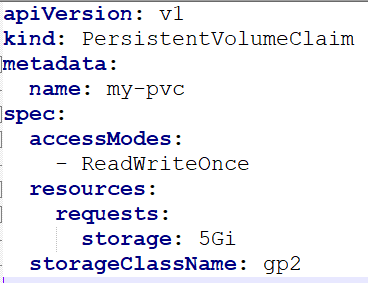 apiVersion: v1
kind: PersistentVolumeClaim
metadata:
  name: my-pvc
spec:
  accessModes:
    - ReadWriteOnce
  resources:
    requests:
      storage: 5Gi
  storageClassName: gp2